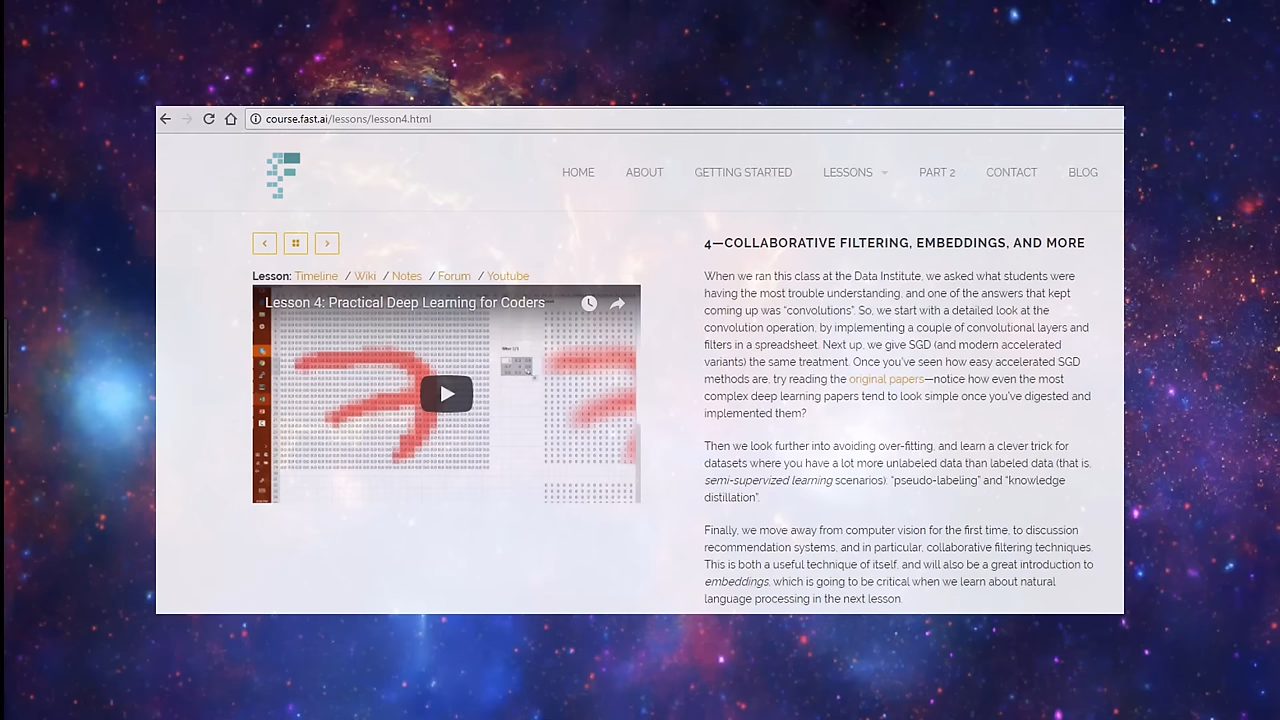 course.fast.ai/lessons/lesson4.html
HOME ABOUT GETTING STARTED LESSONS PART 2 CONTACT BLOG
Lesson: Timeline / Wiki / Notes / Forum / Youtube
Lesson 4: Practical Deep Learning for Coders
4—COLLABORATIVE FILTERING, EMBEDDINGS, AND MORE
When we ran this class at the Data Institute, we asked what students were
having the most trouble understanding, and one of the answers that kept
coming up was “convolutions”. So, we start with a detailed look at the
convolution operation, by implementing a couple of convolutional layers and
filters in a spreadsheet. Next up, we give SGD (and modern accelerated
variants) the same treatment. Once you've seen how easy accelerated SGD
methods are, try reading the original papers—notice how even the most
complex deep learning papers tend to look simple once you've digested and
implemented them?
Then we look further into avoiding over-fitting, and learn a clever trick for
datasets where you have a lot more unlabeled data than labeled data (that is,
semi-supervized learning scenarios): “pseudo-labeling” and “knowledge
distillation”.
Finally, we move away from computer vision for the first time, to discussion
recommendation systems, and in particular, collaborative filtering techniques.
This is both a useful technique of itself, and will also be a great introduction to
embeddings, which is going to be critical when we learn about natural
language processing in the next lesson.